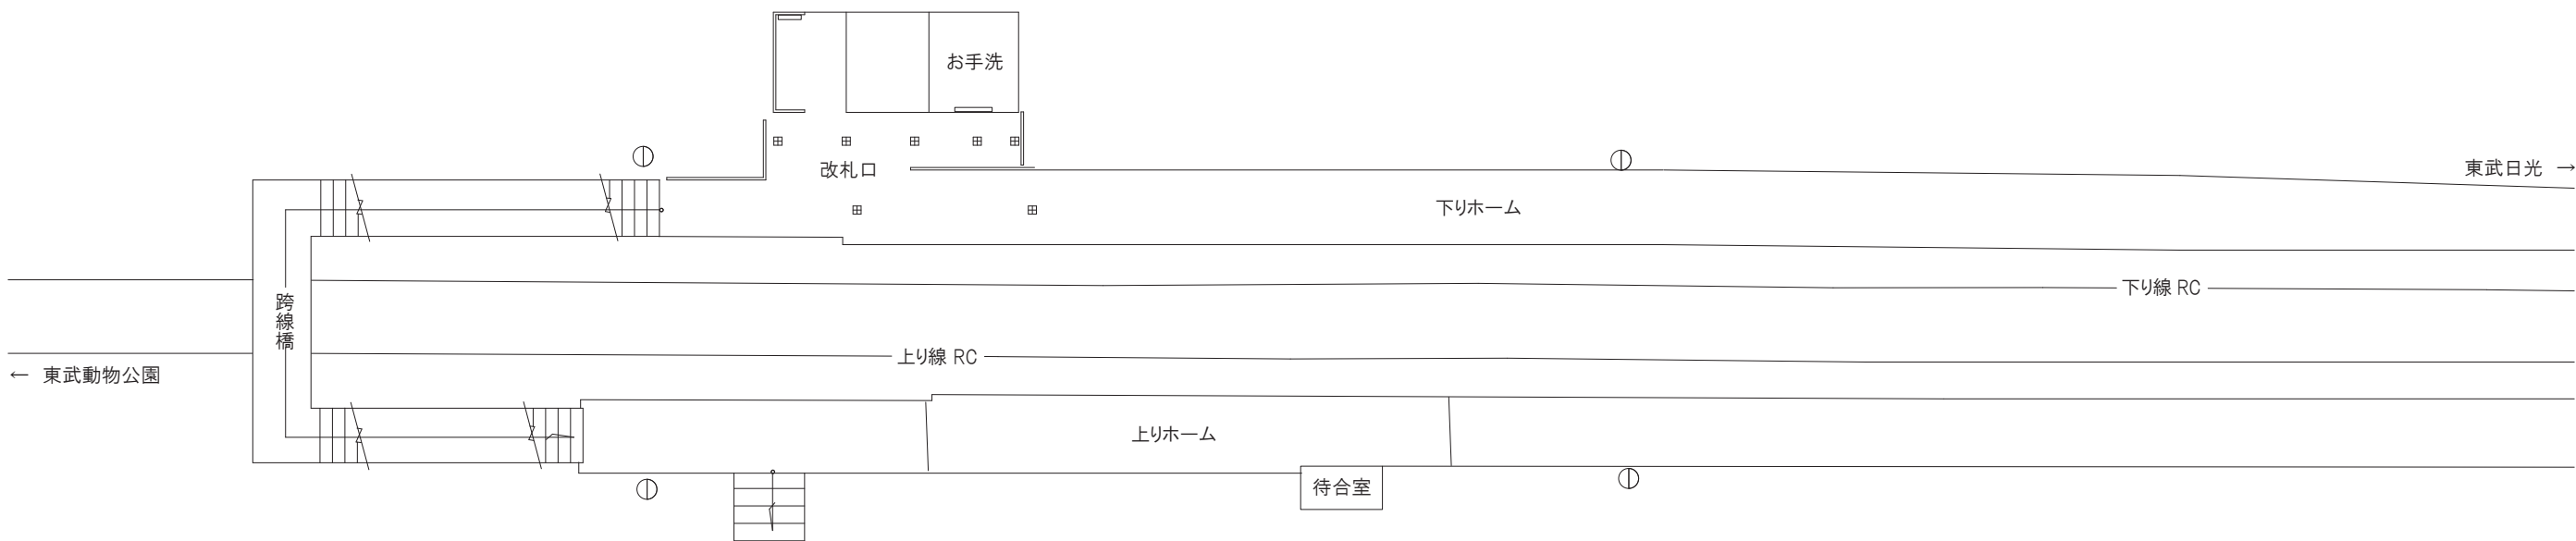 お手洗
改札口
東武日光 →
下りホーム
下り線 RC
跨線橋
上り線 RC
← 東武動物公園
上りホーム
待合室